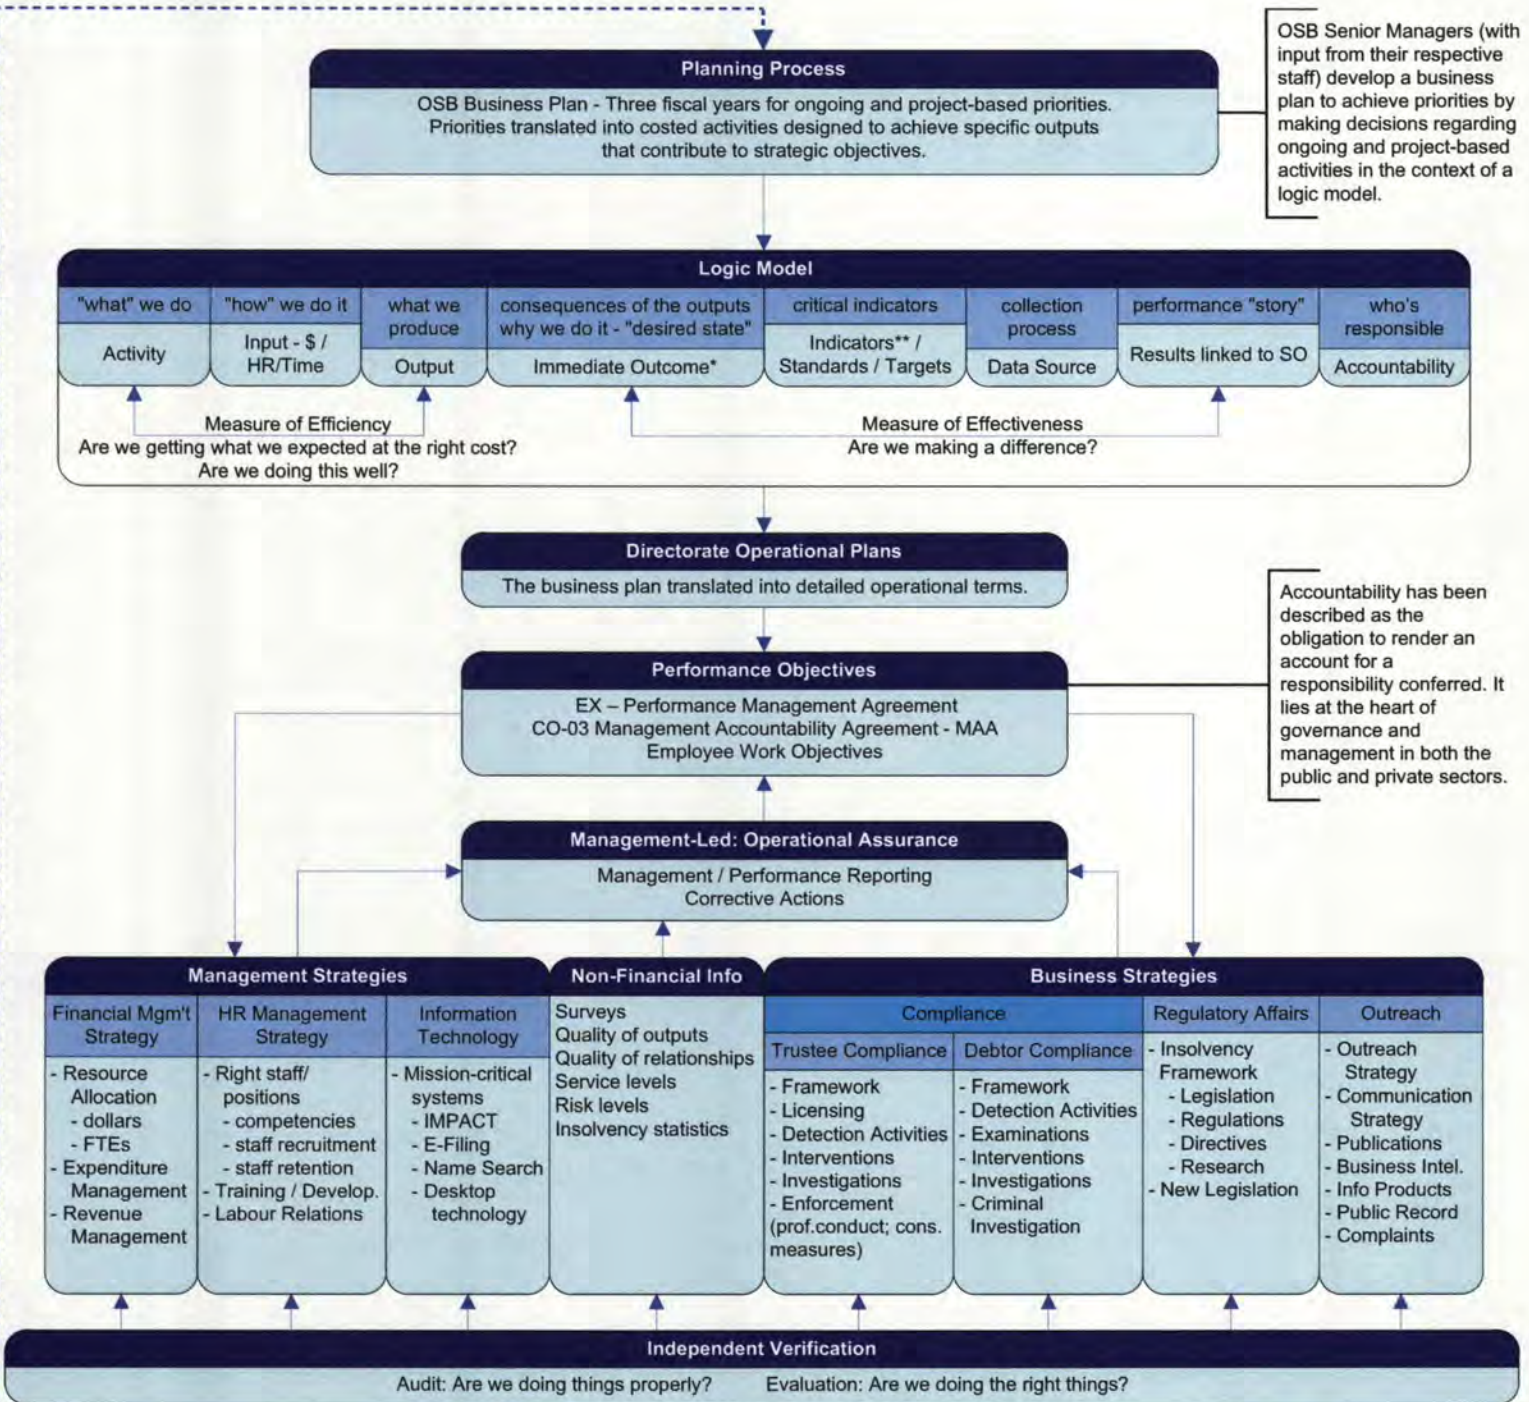 Planning Process
OSB Business Plan - Three fiscal years for ongoing and project-based priorities.
Priorities translated into costed activities designed to achieve specific outputs
that contribute to strategic objectives.
OSB Senior Managers (with
input from their respective
staff) develop a business
plan to achieve priorities by
making decisions regarding
ongoing and project-based
activities in the context of a
logic model.
Logic Model
"what" we do
Activity
"how" we do it
Input - $ /
HR/Time
what we
produce
Output
consequences of the outputs
why we do it - "desired state"
Immediate Outcome*
critical indicators
Indicators** /
Standards / Targets
collection
process
Data Source
performance "story"
Results linked to SO
who's
responsible
Accountability
Measure of Efficiency
Are we getting what we expected at the right cost?
Are we doing this well?
Measure of Effectiveness
Are we making a difference?
Directorate Operational Plans
The business plan translated into detailed operational terms.
Performance Objectives
EX – Performance Management Agreement
CO-03 Management Accountability Agreement - MAA
Employee Work Objectives
Accountability has been
described as the
obligation to render an
account for a
responsibility conferred. It
lies at the heart of
governance and
management in both the
public and private sectors.
Management-Led: Operational Assurance
Management / Performance Reporting
Corrective Actions
Management Strategies
Financial Mgm't
Strategy
- Resource
Allocation
- dollars
- FTEs
- Expenditure
Management
- Revenue
Management
HR Management
Strategy
- Right staff/
positions
- competencies
- staff recruitment
- staff retention
- Training / Develop.
- Labour Relations
Information
Technology
- Mission-critical
systems
- IMPACT
- E-Filing
- Name Search
- Desktop
technology
Non-Financial Info
Surveys
Quality of outputs
Quality of relationships
Service levels
Risk levels
Insolvency statistics
Business Strategies
Compliance
Trustee Compliance
- Framework
- Licensing
- Detection Activities
- Interventions
- Investigations
- Enforcement
(prof.conduct; cons.
measures)
Debtor Compliance
- Framework
- Detection Activities
- Examinations
- Interventions
- Investigations
- Criminal
Investigation
Regulatory Affairs
- Insolvency
Framework
- Legislation
- Regulations
- Directives
- Research
- New Legislation
Outreach
- Outreach
Strategy
- Communication
Strategy
- Publications
- Business Intel.
- Info Products
- Public Record
- Complaints
Independent Verification
Audit: Are we doing things properly? Evaluation: Are we doing the right things?